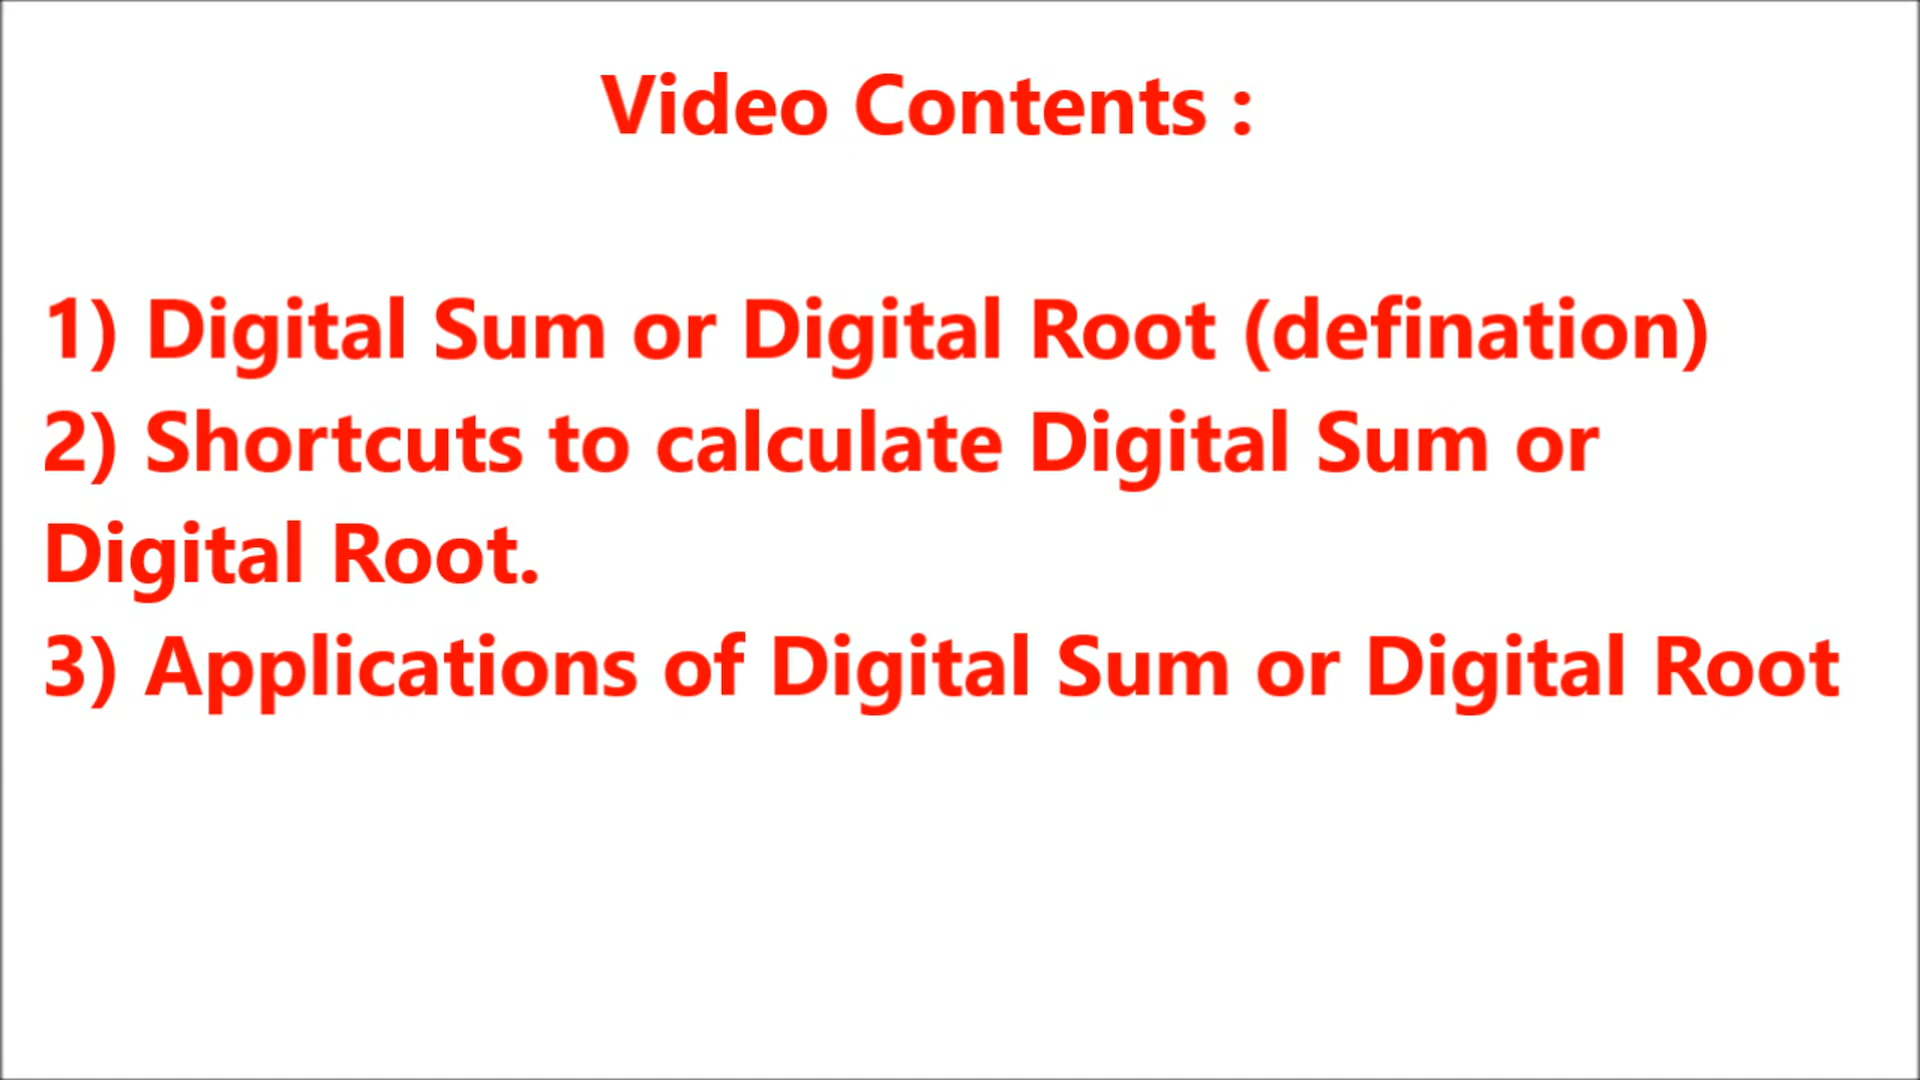 Video Contents :
1) Digital Sum or Digital Root (defination)
2) Shortcuts to calculate Digital Sum or
Digital Root.
3) Applications of Digital Sum or Digital Root